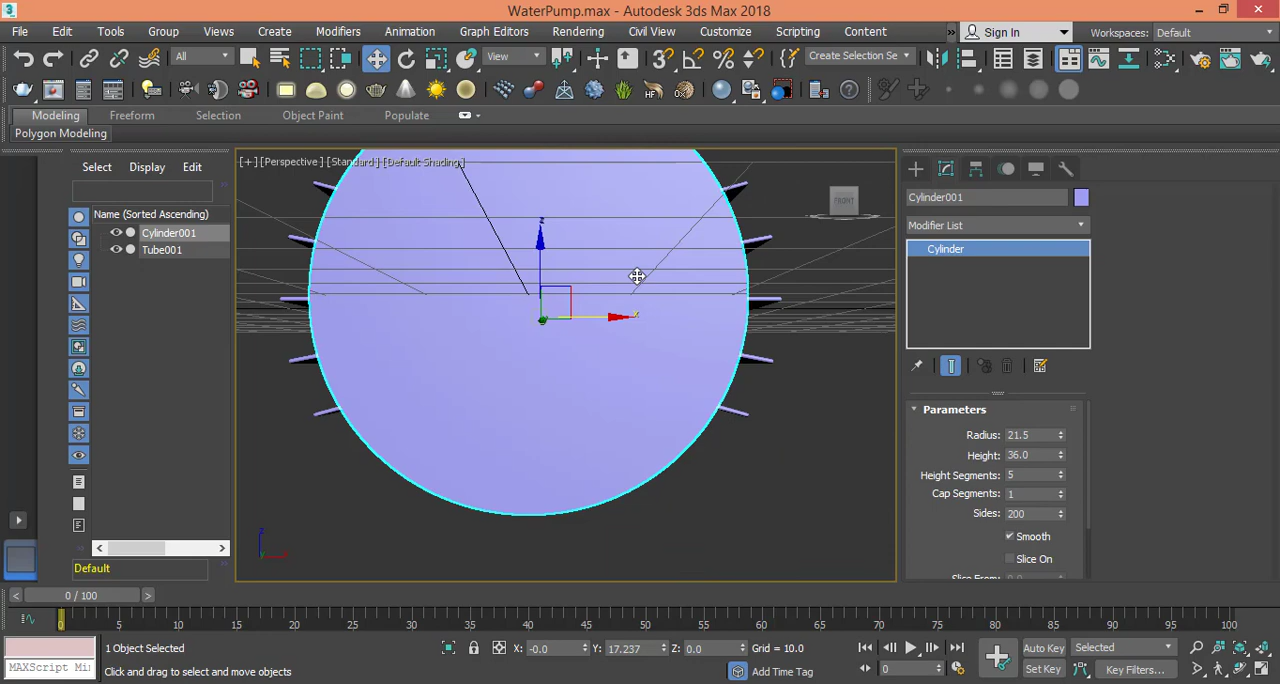 WaterPump.max - Autodesk 3ds Max 2018
File Edit Tools Group Views Create Modifiers Animation Graph Editors Rendering Civil View Customize Scripting Content » Sign In Workspaces: Default
All View Create Selection Se
Modeling Freeform Selection Object Paint Populate
Polygon Modeling
Select Display Edit
[+] [Perspective] [Standard] [Default Shading]
FRONT
Cylinder001
Name (Sorted Ascending)
Cylinder001
Tube001
Modifier List
Cylinder
z
x
Parameters
Radius: 21.5
Height: 36.0
Height Segments: 5
Cap Segments: 1
Sides: 200
Smooth
Slice On
Default
0 / 100
0 5 10 15 20 25 30 35 40 45 50 55 60 65 70 75 80 85 90 95 100
1 Object Selected
X: -0.0 Y: 17.237 Z: 0.0 Grid = 10.0
Auto Key Selected
MAXScript Mi:
Click and drag to select and move objects
Add Time Tag
0
Set Key Key Filters...